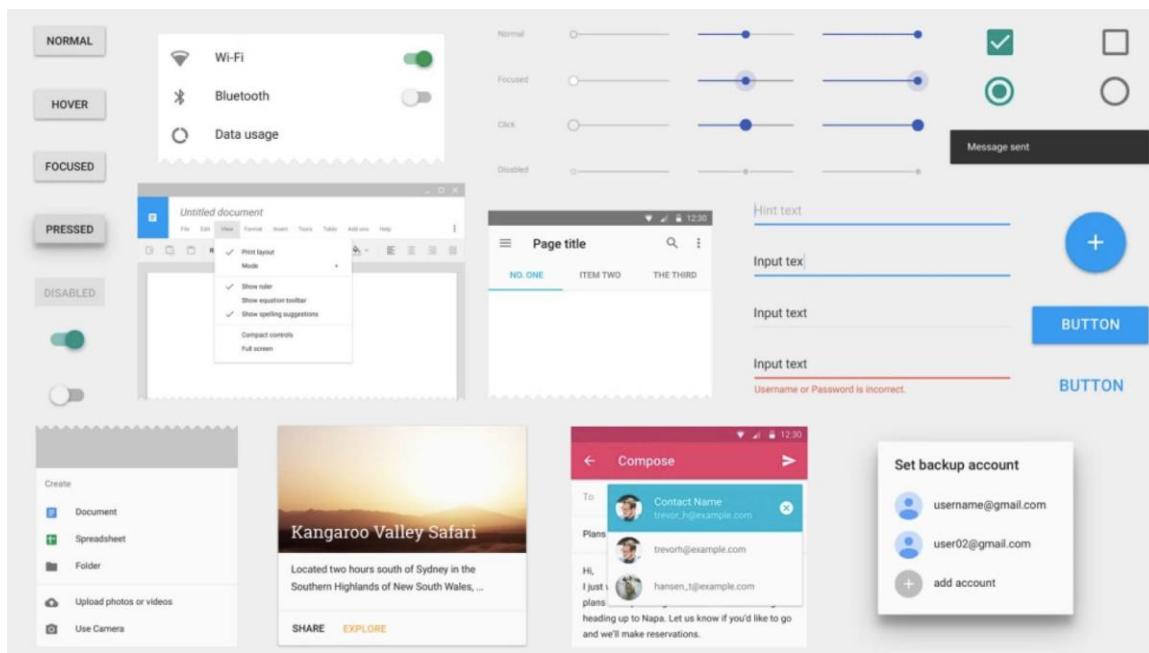 NORMAL
HOVER
FOCUSED
PRESSED
DISABLED
Wi-Fi
Bluetooth
Data usage
Normal
Focused
Click
Disabled
Message sent
Untitled document
File Edit View Format Insert Tools Table Add-ons Help
Print layout
Mode
Show ruler
Show equation toolbar
Show spelling suggestions
Compact controls
Full screen
12:30
Page title
NO. ONE ITEM TWO THE THIRD
Hint text
Input tex
Input text
Input text
Username or Password is incorrect.
BUTTON
BUTTON
Create
Document
Spreadsheet
Folder
Upload photos or videos
Use Camera
Kangaroo Valley Safari
Located two hours south of Sydney in the
Southern Highlands of New South Wales, ...
SHARE EXPLORE
12:30
Compose
To
Contact Name
trevor_h@example.com
Plans
trevorh@example.com
Hi,
I just
hansen_t@example.com
plans
heading up to Napa. Let us know if you'd like to go
and we'll make reservations.
Set backup account
username@gmail.com
user02@gmail.com
add account